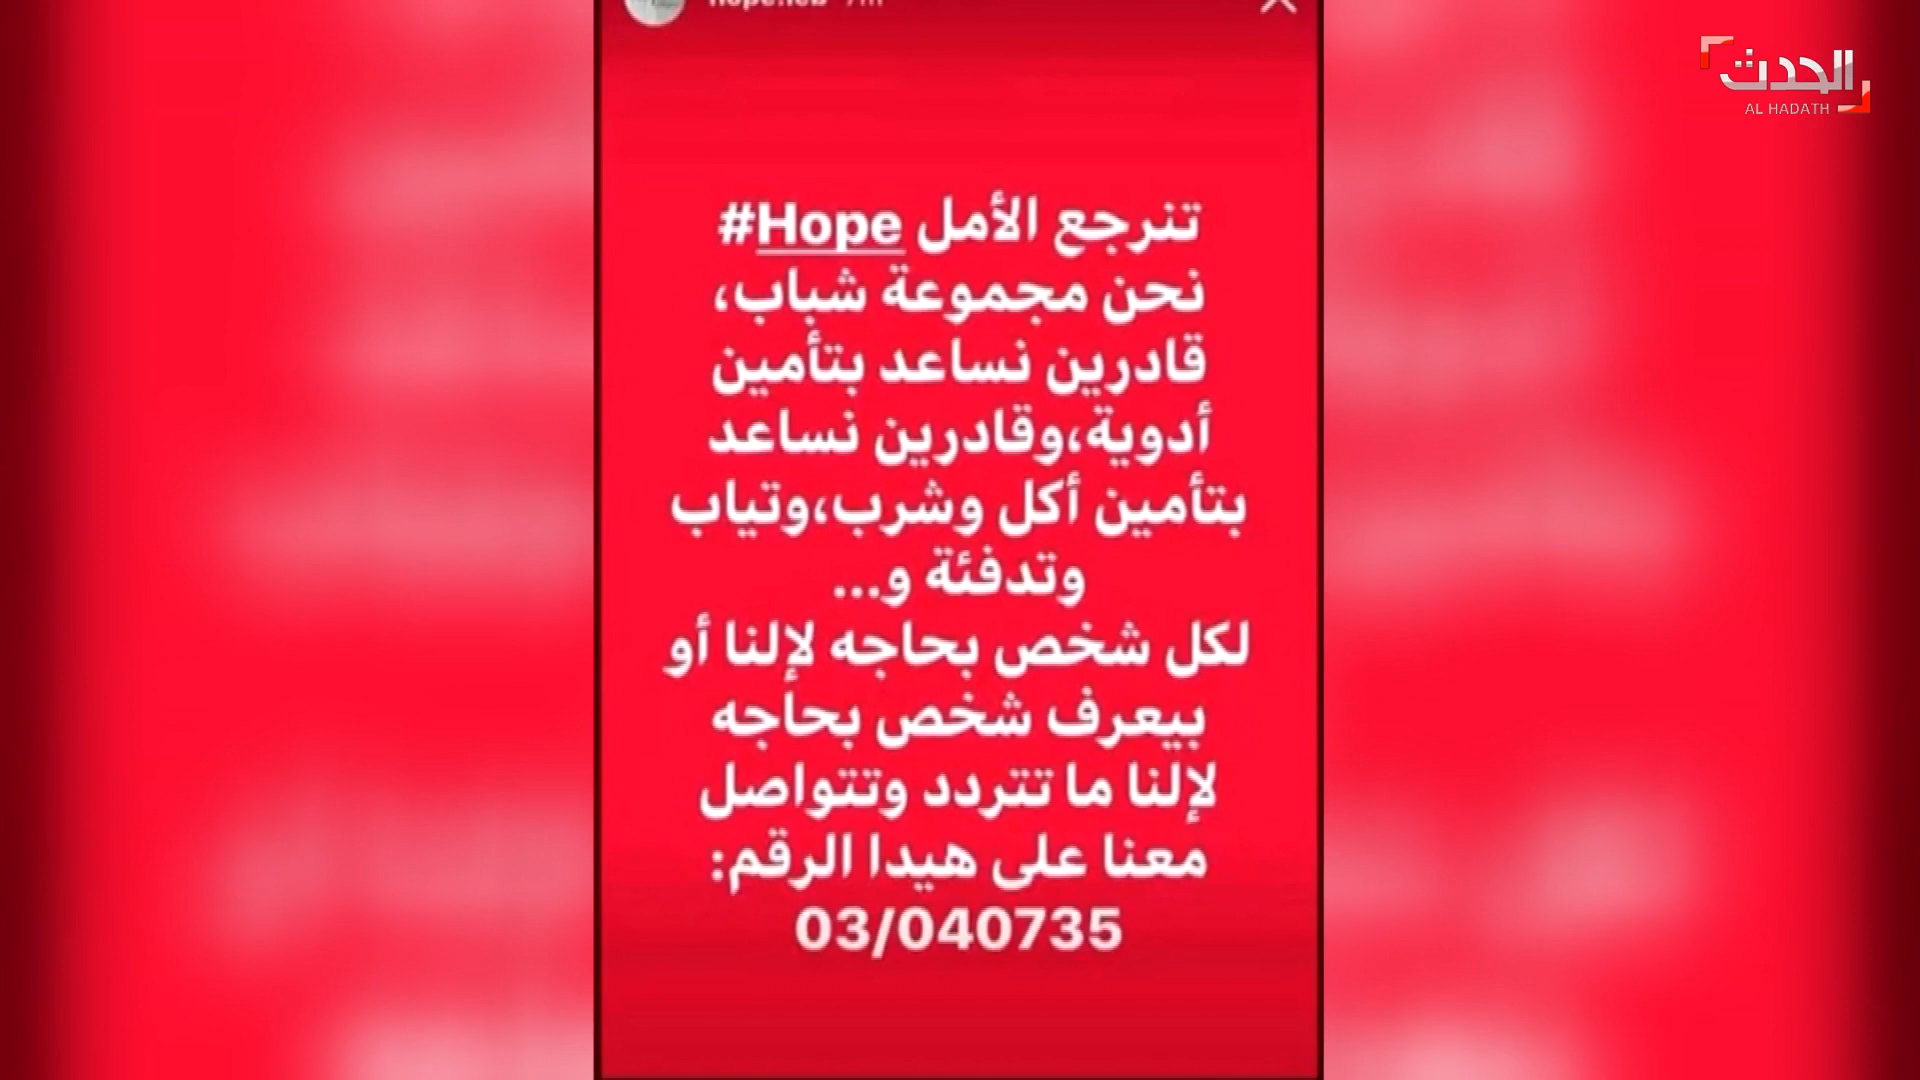 الحدث
AL HADATH
تنرجع الأمل Hope#
نحن مجموعة شباب،
قادرين نساعد بتأمين
أدوية،وقادرين نساعد
بتأمين أكل وشرب،وتياب
وتدفئة و...
لكل شخص بحاجه لإلنا أو
بيعرف شخص بحاجه
لإلنا ما تتردد وتتواصل
معنا على هيدا الرقم:
03/040735